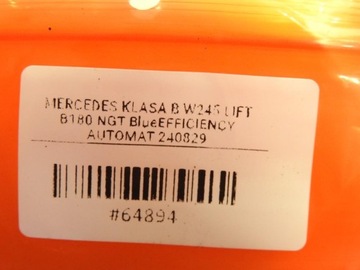 MERCEDES KLASA B W245 LIFT
B180 NGT BlueEFFICIENCY
AUTOMAT 240829
#64894